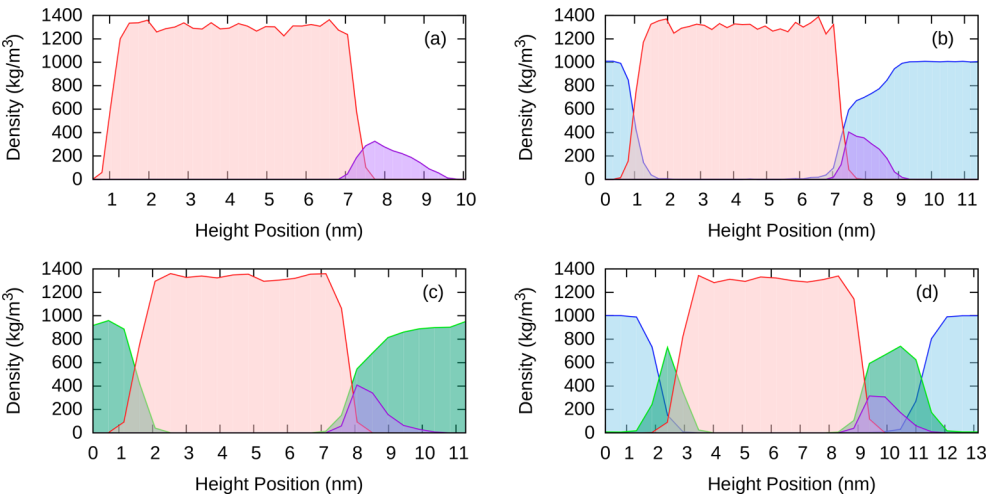 1400
1200
1000
800
600
400
200
0
Density (kg/m³)
(a)
1 2 3 4 5 6 7 8 9 10
Height Position (nm)
1400
1200
1000
800
600
400
200
0
Density (kg/m³)
(b)
0 1 2 3 4 5 6 7 8 9 10 11
Height Position (nm)
1400
1200
1000
800
600
400
200
0
Density (kg/m³)
(c)
0 1 2 3 4 5 6 7 8 9 10 11
Height Position (nm)
1400
1200
1000
800
600
400
200
0
Density (kg/m³)
(d)
0 1 2 3 4 5 6 7 8 9 10 11 12 13
Height Position (nm)